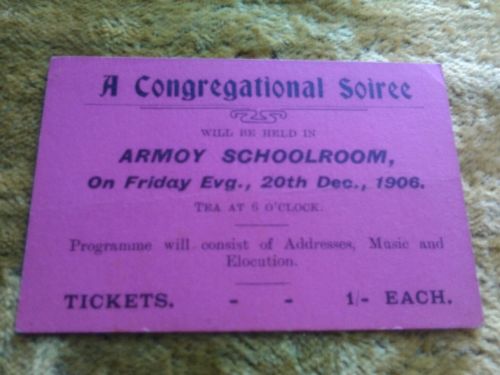 A Congregational Soiree
WILL BE HELD IN
ARMOY SCHOOLROOM,
On Friday Evg., 20th Dec., 1906.
TEA AT 6 O'CLOCK.
Programme will consist of Addresses, Music and
Elocution.
TICKETS. - - 1/- EACH.